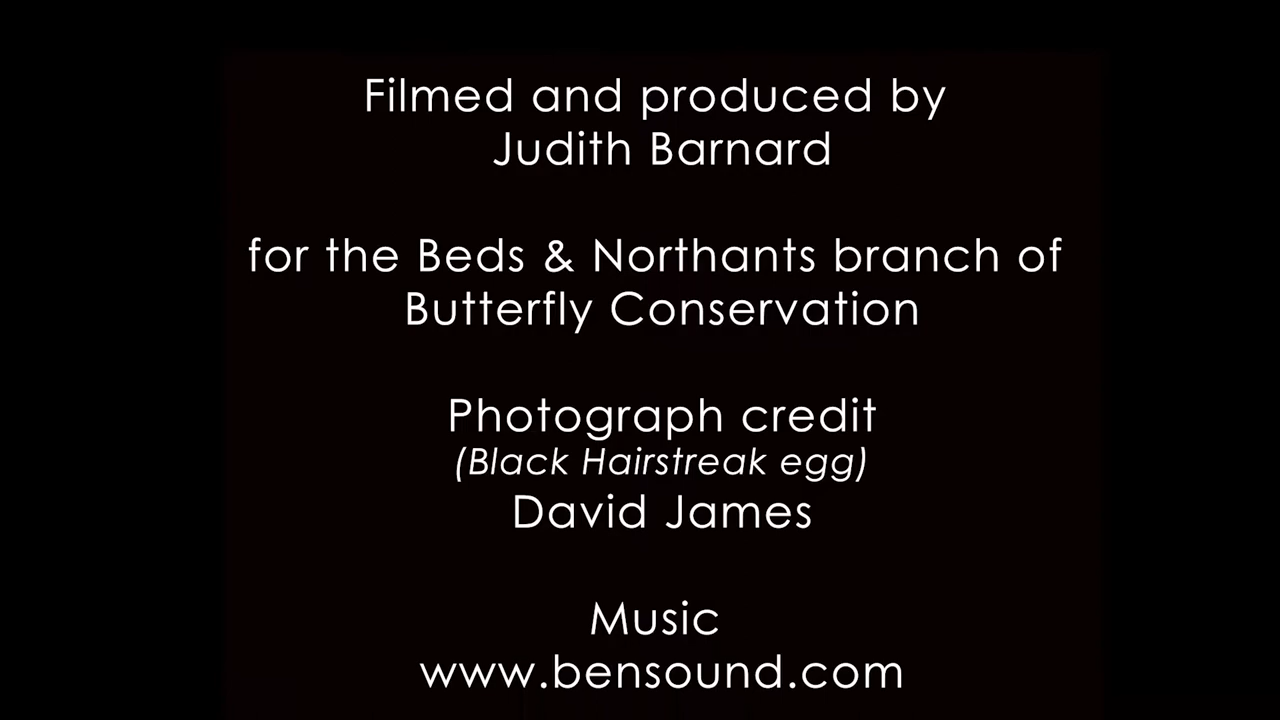 Filmed and produced by
Judith Barnard
for the Beds & Northants branch of
Butterfly Conservation
Photograph credit
(Black Hairstreak egg)
David James
Music
www.bensound.com